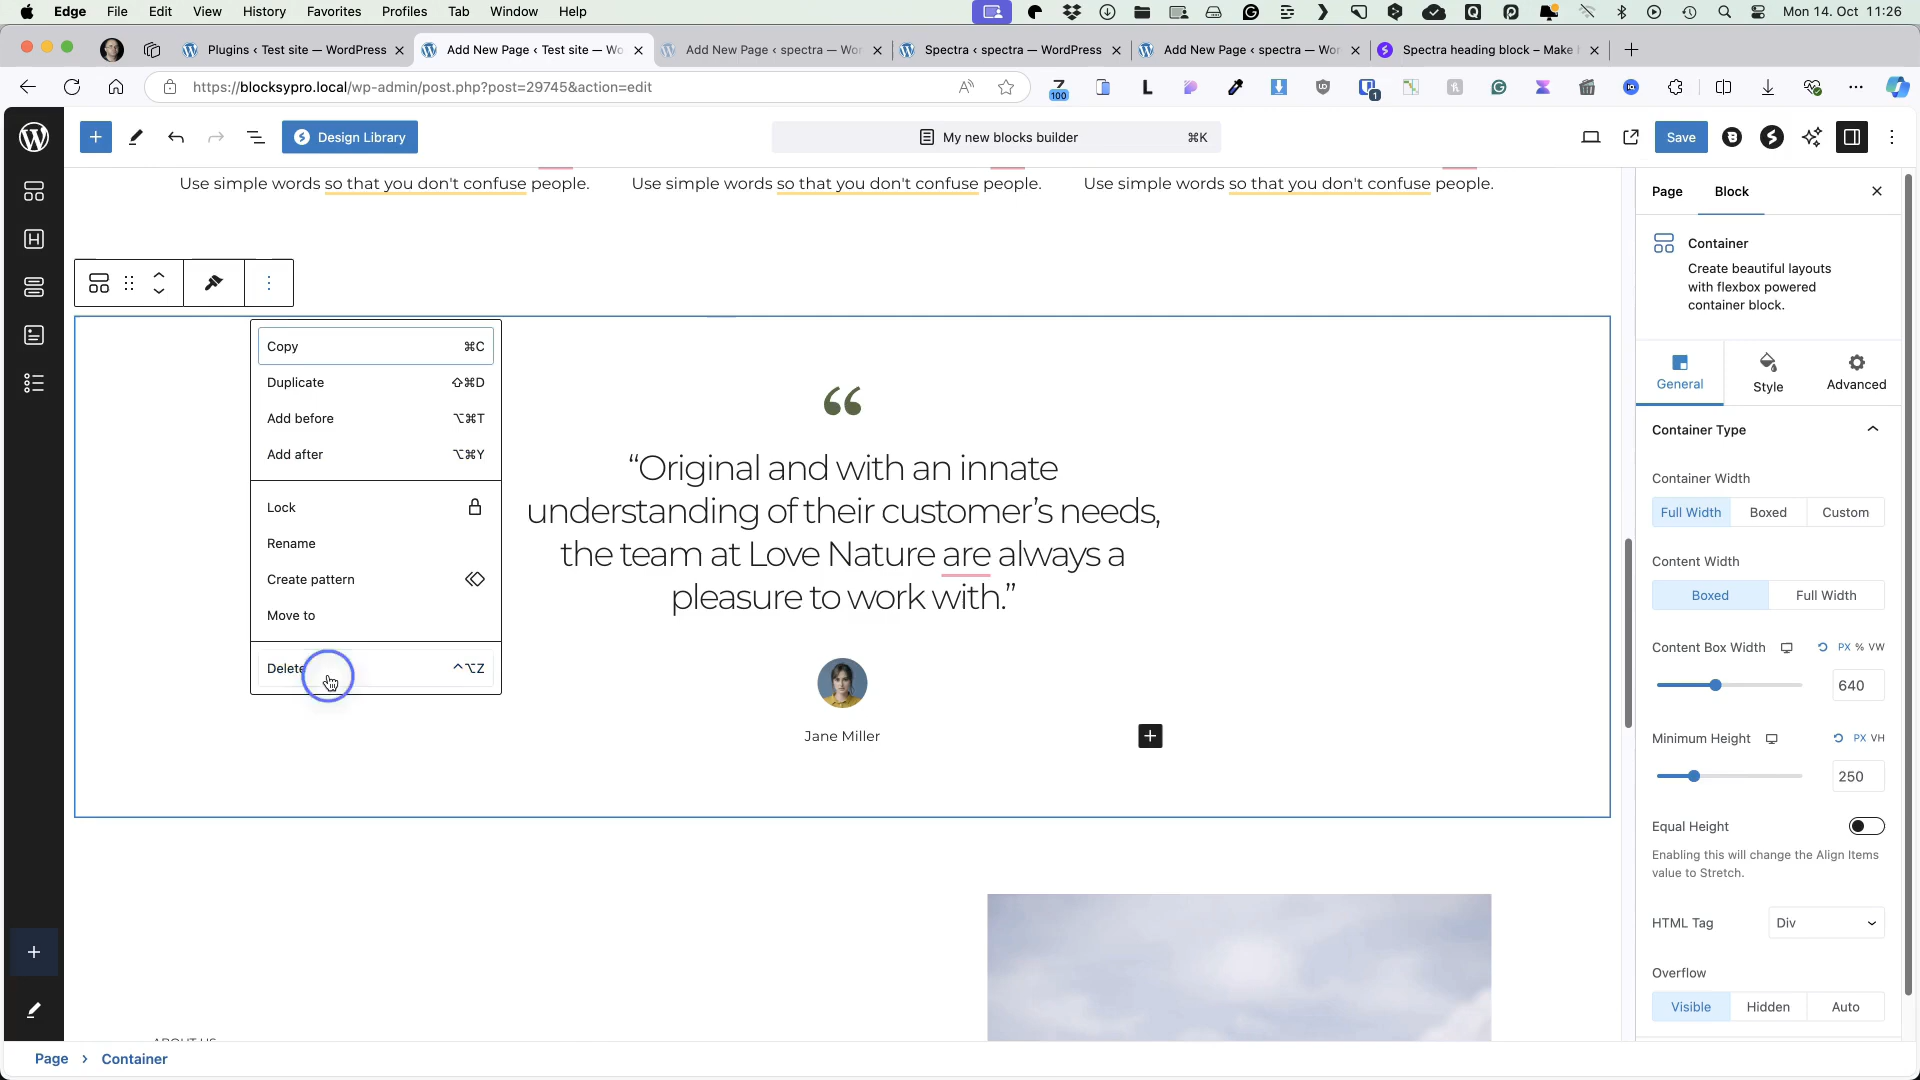 Edge File Edit View History Favorites Profiles Tab Window Help
Mon 14. Oct 11:26
Plugins ‹ Test site — WordPress
Add New Page ‹ Test site — Wo
Add New Page ‹ spectra — Wor
Spectra ‹ spectra — WordPress
Add New Page ‹ spectra — Wor
Spectra heading block – Make
https://blocksypro.local/wp-admin/post.php?post=29745&action=edit
100
1
Design Library
My new blocks builder
⌘K
Save
Use simple words so that you don't confuse people.
Use simple words so that you don't confuse people.
Use simple words so that you don't confuse people.
Copy ⌘C
Duplicate ⇧⌘D
Add before ⌥⌘T
Add after ⌥⌘Y
Lock
Rename
Create pattern
Move to
Delete ^⌥Z
“
“Original and with an innate
understanding of their customer’s needs,
the team at Love Nature are always a
pleasure to work with.”
Jane Miller
ABOUT US
Page Block
Container
Create beautiful layouts
with flexbox powered
container block.
General
Style
Advanced
Container Type
Container Width
Full Width Boxed Custom
Content Width
Boxed Full Width
Content Box Width PX % VW
640
Minimum Height PX VH
250
Equal Height
Enabling this will change the Align Items
value to Stretch.
HTML Tag Div
Overflow
Visible Hidden Auto
Page › Container